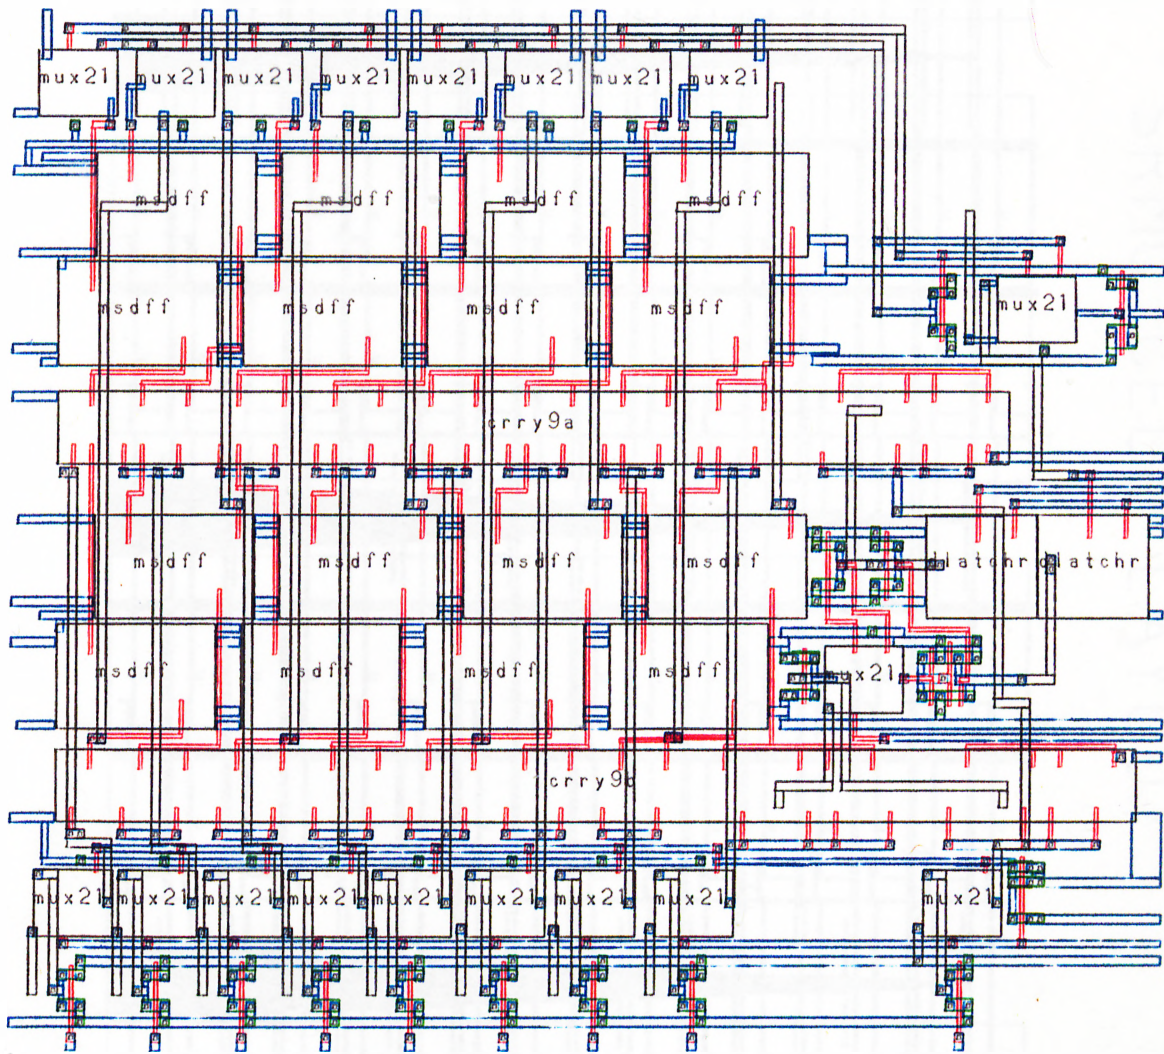 mux21 mux21 mux21 mux21 mux21 mux21 mux21 mux21
msdff msdff msdff msdff
msdff msdff msdff msdff
mux21
crry9a
msdff msdff msdff msdff
dlatchr dlatchr
msdff msdff msdff msdff
mux21
crry9b
mux21 mux21 mux21 mux21 mux21 mux21 mux21 mux21 mux21